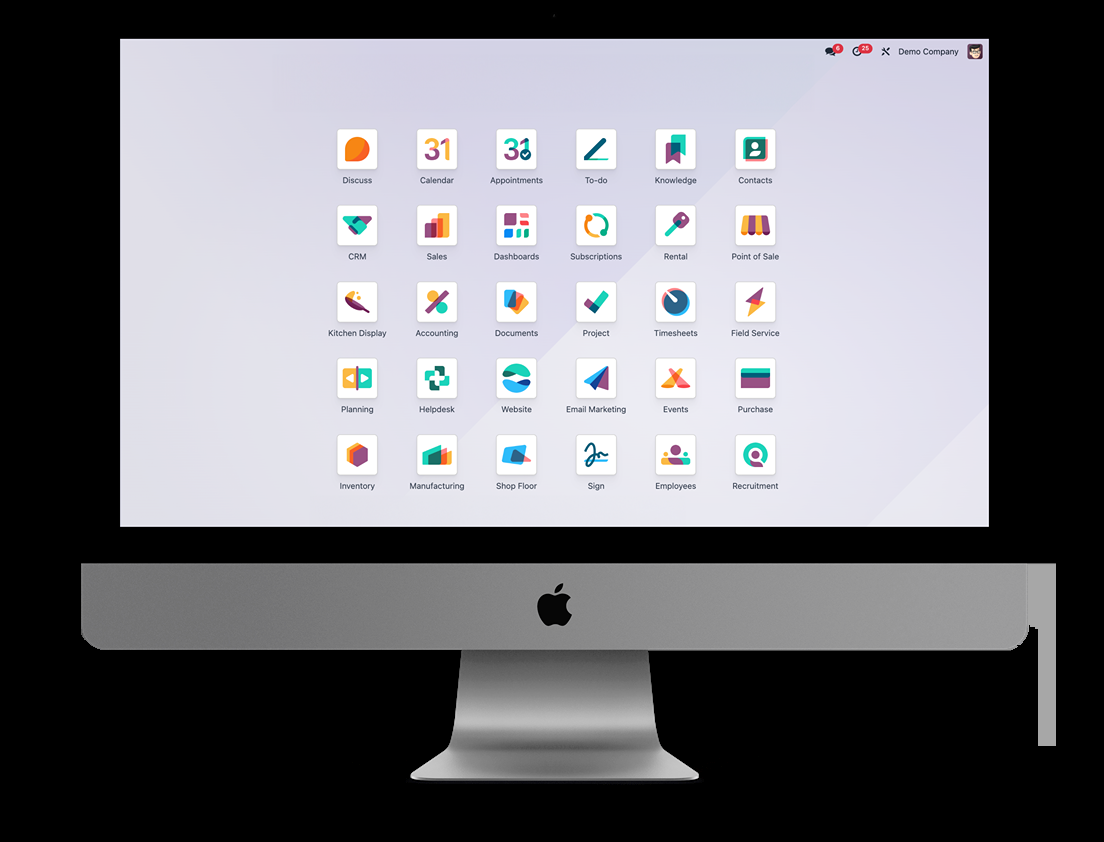 6 25 Demo Company
31 31
Discuss Calendar Appointments To-do Knowledge Contacts
CRM Sales Dashboards Subscriptions Rental Point of Sale
Kitchen Display Accounting Documents Project Timesheets Field Service
Planning Helpdesk Website Email Marketing Events Purchase
Inventory Manufacturing Shop Floor Sign Employees Recruitment